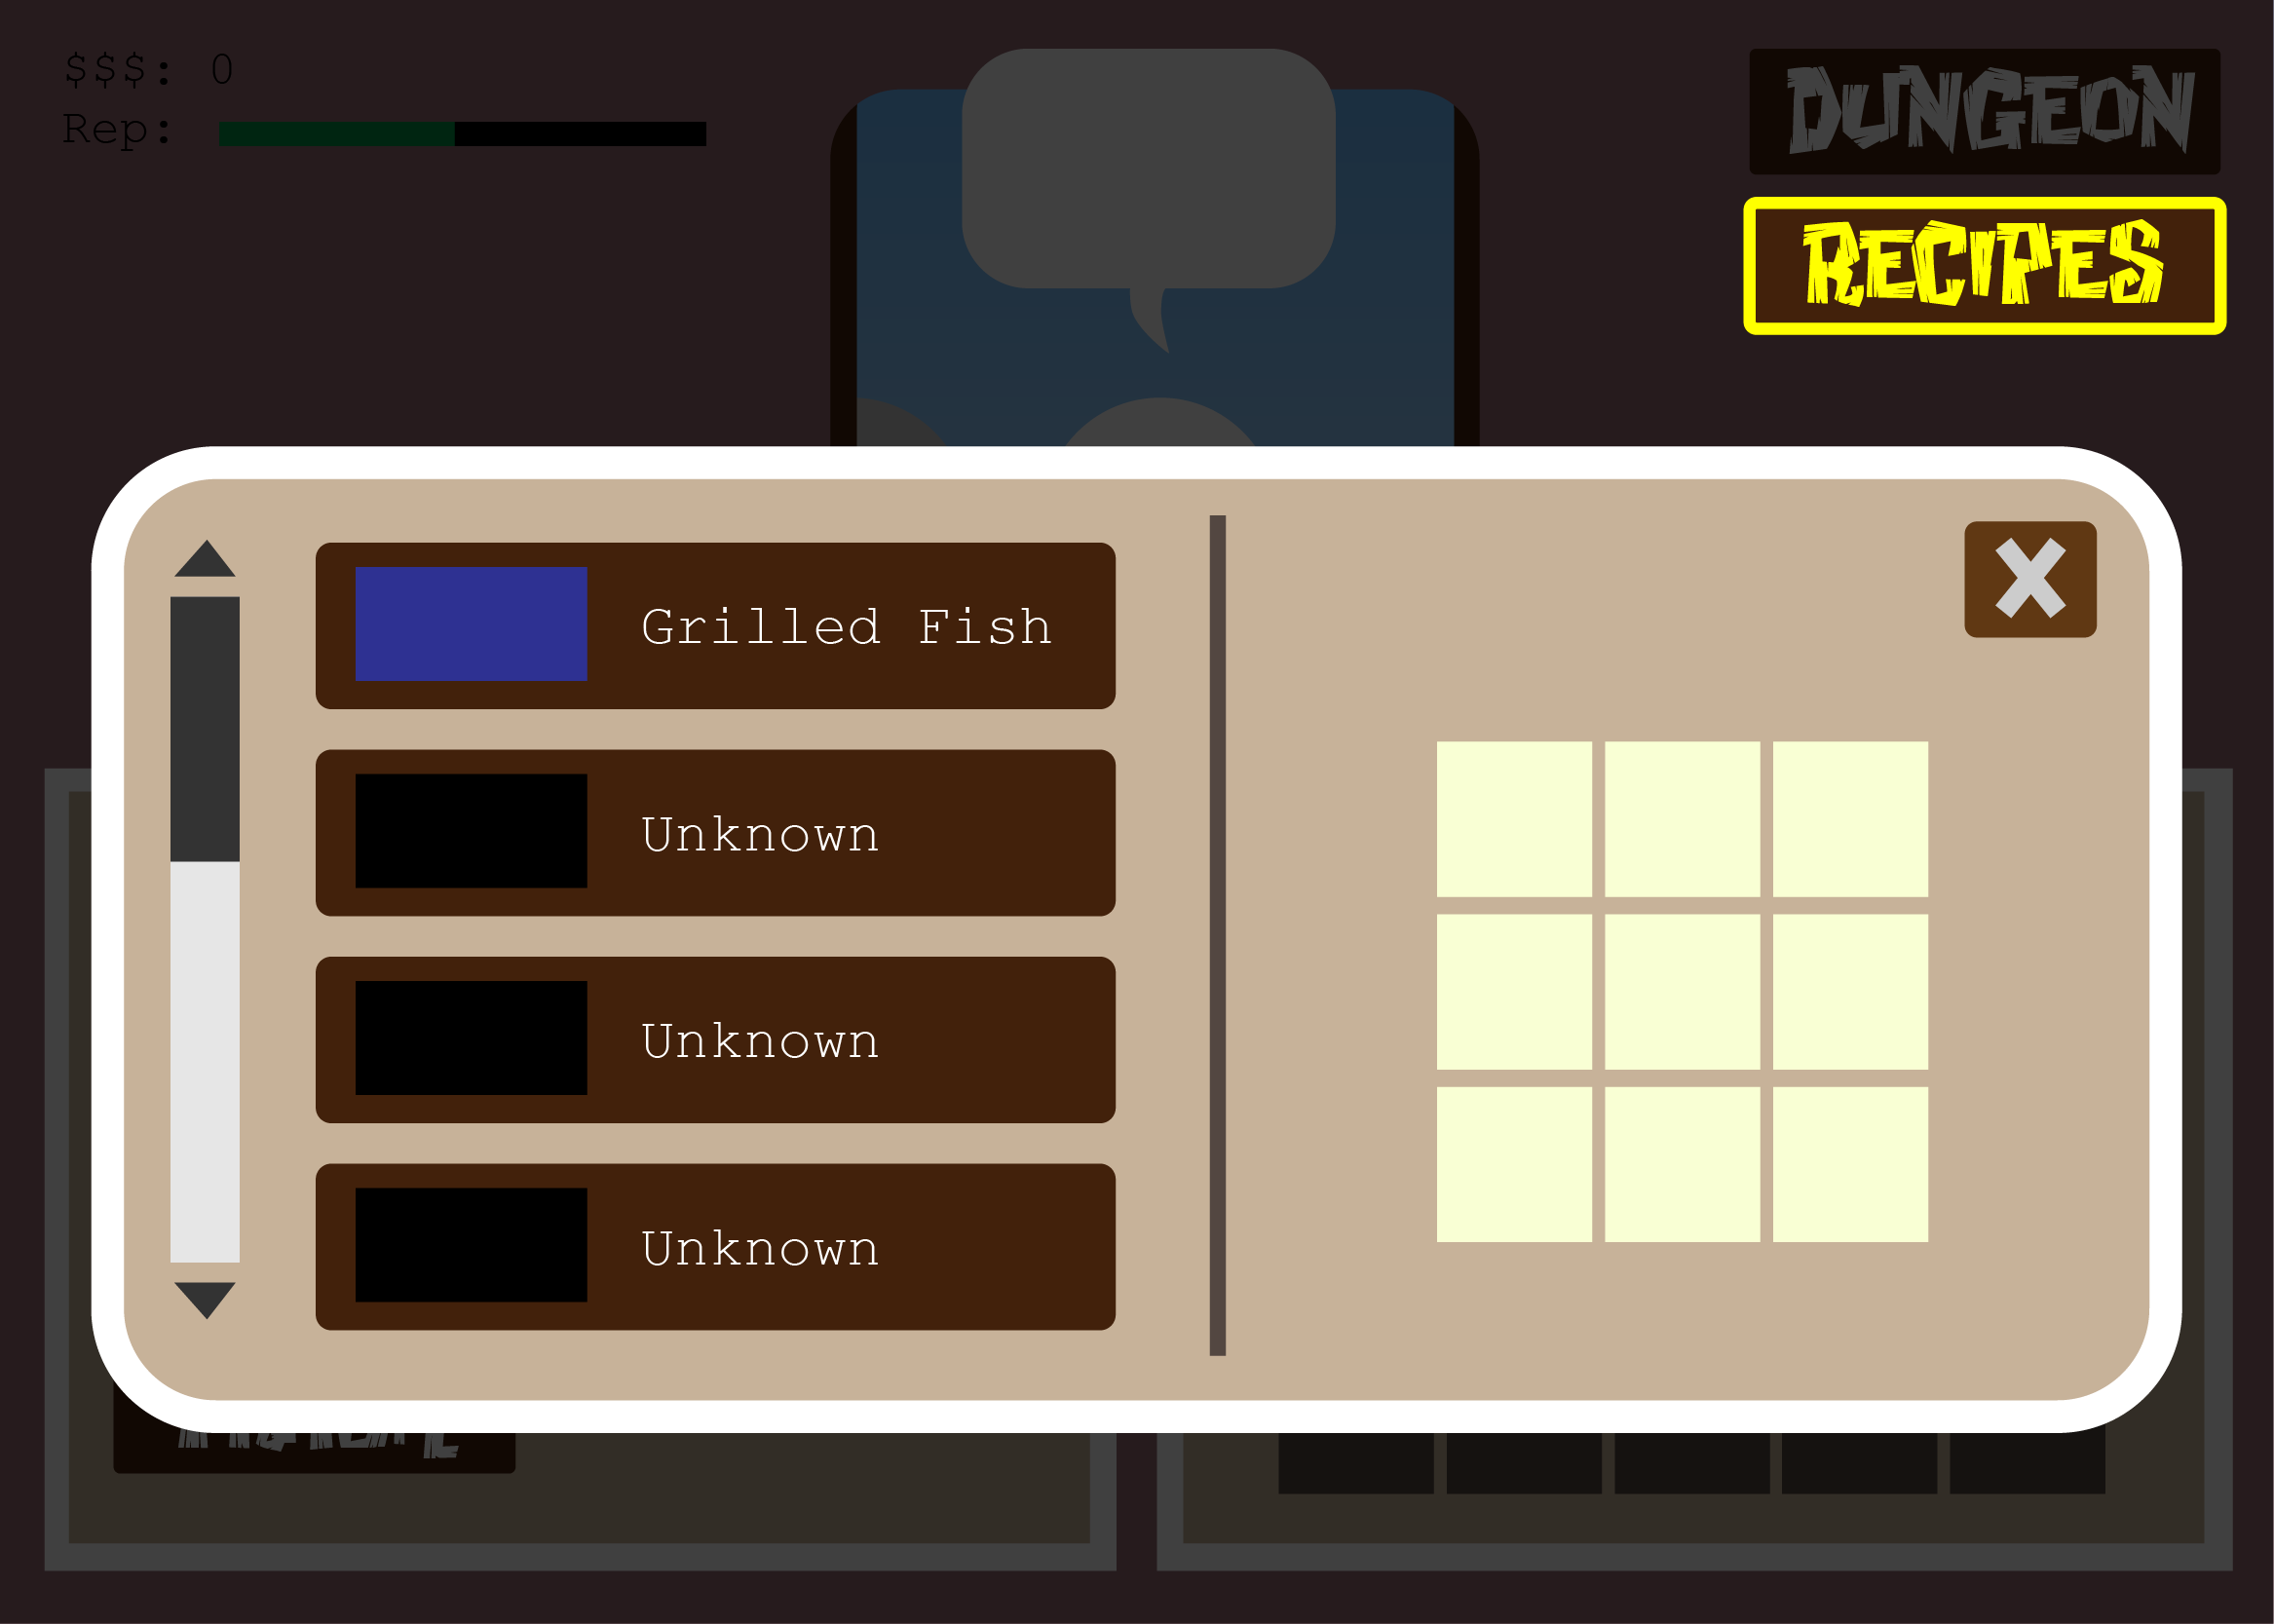 $$$: 0
Rep:
DUNGEON
RECIPES
Grilled Fish
Unknown
Unknown
Unknown
X